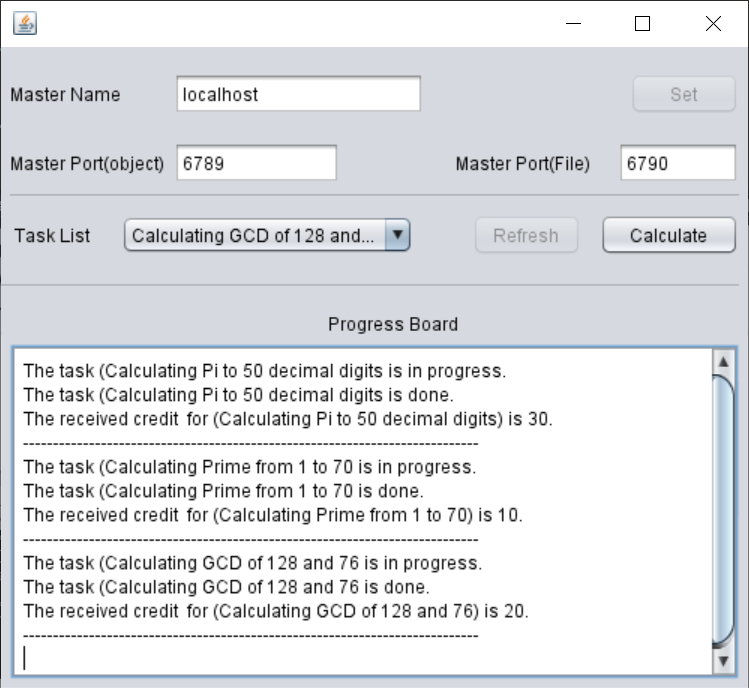 Master Name localhost Set
Master Port(object) 6789 Master Port(File) 6790
Task List Calculating GCD of 128 and... Refresh Calculate
Progress Board
The task (Calculating Pi to 50 decimal digits is in progress.
The task (Calculating Pi to 50 decimal digits is done.
The received credit for (Calculating Pi to 50 decimal digits) is 30.
--------------------------------------------------------------------------
The task (Calculating Prime from 1 to 70 is in progress.
The task (Calculating Prime from 1 to 70 is done.
The received credit for (Calculating Prime from 1 to 70) is 10.
--------------------------------------------------------------------------
The task (Calculating GCD of 128 and 76 is in progress.
The task (Calculating GCD of 128 and 76 is done.
The received credit for (Calculating GCD of 128 and 76) is 20.
--------------------------------------------------------------------------